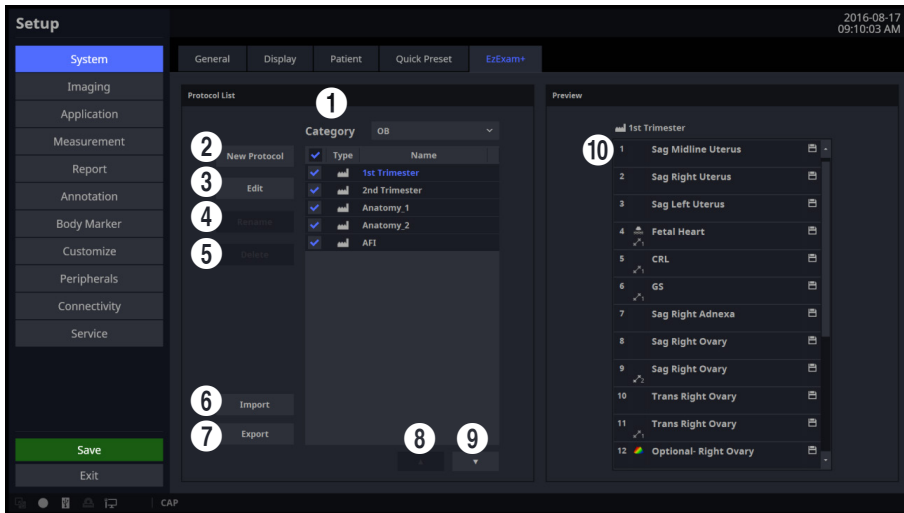 Setup
2016-08-17
09:10:03 AM
System
General
Display
Patient
Quick Preset
EzExam+
Imaging
Application
Measurement
Report
Annotation
Body Marker
Customize
Peripherals
Connectivity
Service
Save
Exit
CAP
Protocol List
1
Category OB
2 New Protocol
3 Edit
4 Rename
5 Delete
6 Import
7 Export
8
9
Type Name
1st Trimester
2nd Trimester
Anatomy_1
Anatomy_2
AFI
Preview
1st Trimester
10
1 Sag Midline Uterus
2 Sag Right Uterus
3 Sag Left Uterus
4 Fetal Heart
1
5 CRL
1
6 GS
1
7 Sag Right Adnexa
8 Sag Right Ovary
9 Sag Right Ovary
2
10 Trans Right Ovary
11 Trans Right Ovary
1
12 Optional- Right Ovary